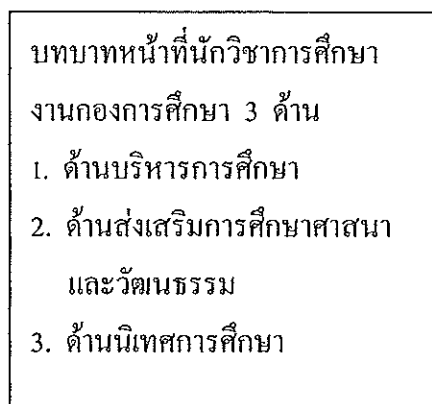 บทบาทหน้าที่นักวิชาการศึกษา
งานกองการศึกษา 3 ด้าน
1. ด้านบริหารการศึกษา
2. ด้านส่งเสริมการศึกษาศาสนา
และวัฒนธรรม
3. ด้านนิเทศการศึกษา